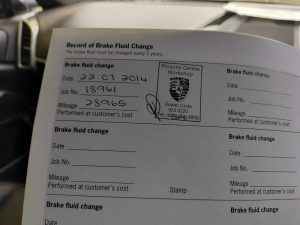 Record of Brake Fluid Change
The brake fluid must be changed every 2 years.
Brake fluid change
Date 22.07.2014
Job No. 18961
Mileage 28965
Performed at customer's cost
Porsche Centre
Workshop
Dealer Code
Brake fluid change
Date
Job No.
Mileage
Performed at
Brake fluid change
Date
Job No.
Mileage
Performed at customer's cost
Stamp
Brake fluid change
Date
Job No.
Mileage
Performed at customer's cost
Brake fluid change
Date
Brake fluid change